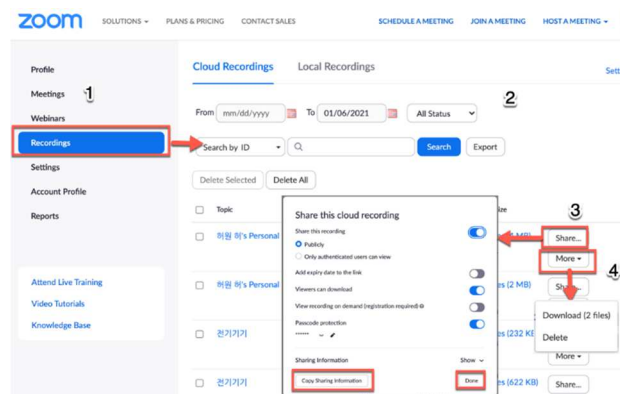 zoom SOLUTIONS PLANS & PRICING CONTACT SALES SCHEDULE A MEETING JOIN A MEETING HOST A MEETING
Profile
Meetings 1
Webinars
Recordings
Settings
Account Profile
Reports
Attend Live Training
Video Tutorials
Knowledge Base
Cloud Recordings Local Recordings
Sett
2
From mm/dd/yyyy To 01/06/2021 All Status
Search by ID Search Export
Delete Selected Delete All
Topic
허원 허's Personal
허원 허's Personal
전기기기
전기기기
Share this cloud recording
Share this recording
Publicly
Only authenticated users can view
Add expiry date to the link
Viewers can download
View recording on demand (registration required)
Passcode protection
••••••
Sharing Information Show
Copy Sharing Information Done
3
MB) Share...
More
4
es (2 MB)
Download (2 files)
Delete
es (232 KB
More
es (622 KB) Share...